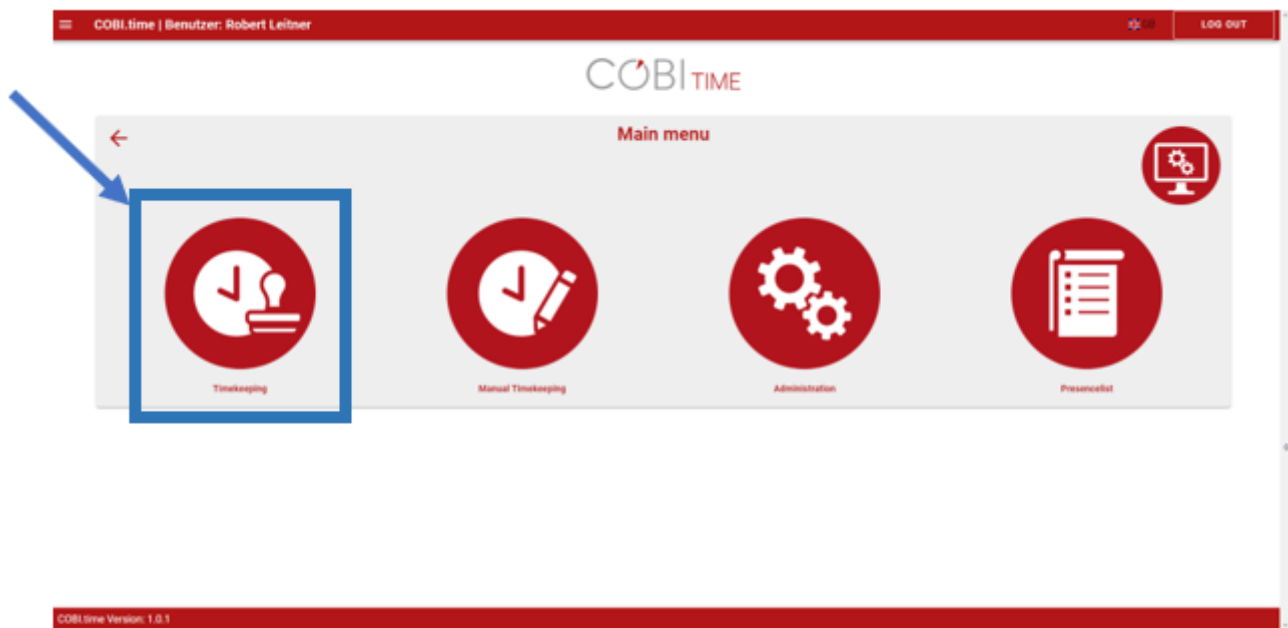 COBI.time | Benutzer: Robert Leitner
LOG OUT
COBI TIME
Main menu
Timekeeping
Manual Timekeeping
Administration
Presencelist
COBI.time Version: 1.0.1